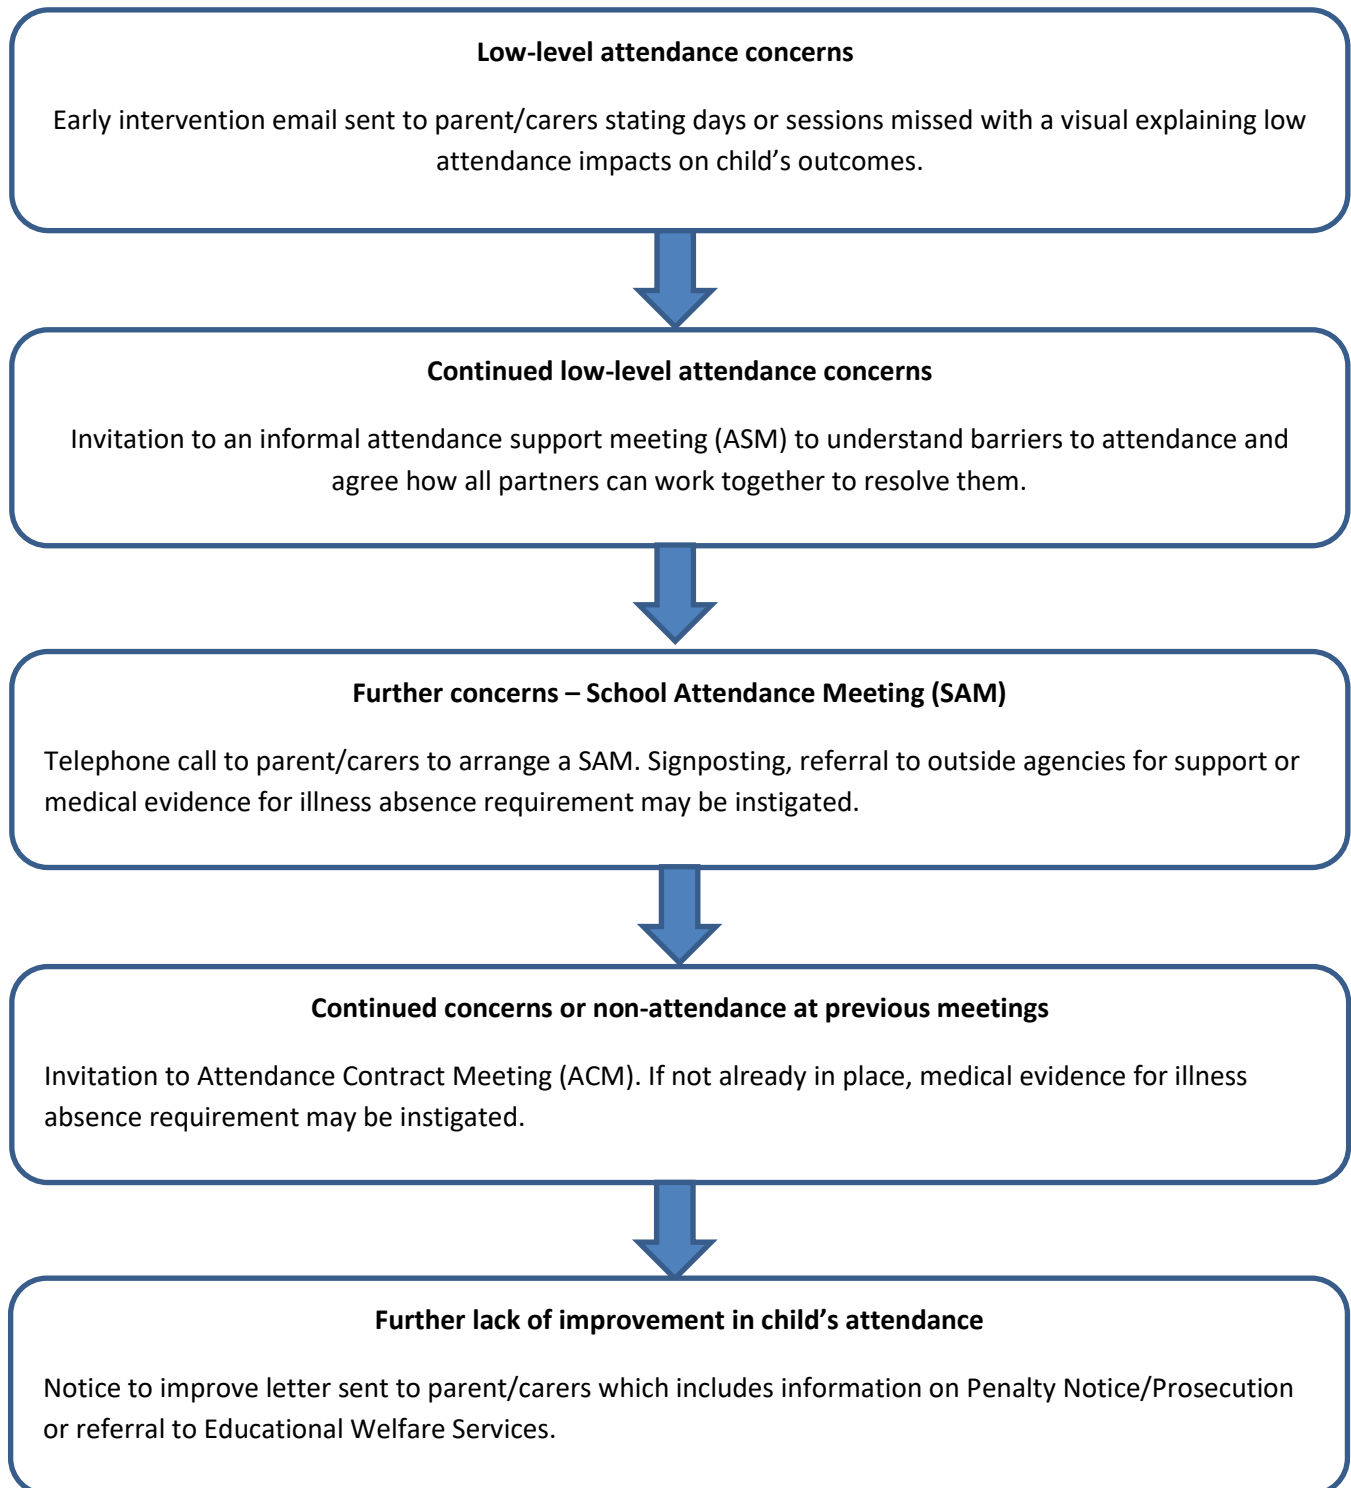 Low-level attendance concerns
Early intervention email sent to parent/carers stating days or sessions missed with a visual explaining low
attendance impacts on child’s outcomes.
Continued low-level attendance concerns
Invitation to an informal attendance support meeting (ASM) to understand barriers to attendance and
agree how all partners can work together to resolve them.
Further concerns – School Attendance Meeting (SAM)
Telephone call to parent/carers to arrange a SAM. Signposting, referral to outside agencies for support or
medical evidence for illness absence requirement may be instigated.
Continued concerns or non-attendance at previous meetings
Invitation to Attendance Contract Meeting (ACM). If not already in place, medical evidence for illness
absence requirement may be instigated.
Further lack of improvement in child’s attendance
Notice to improve letter sent to parent/carers which includes information on Penalty Notice/Prosecution
or referral to Educational Welfare Services.